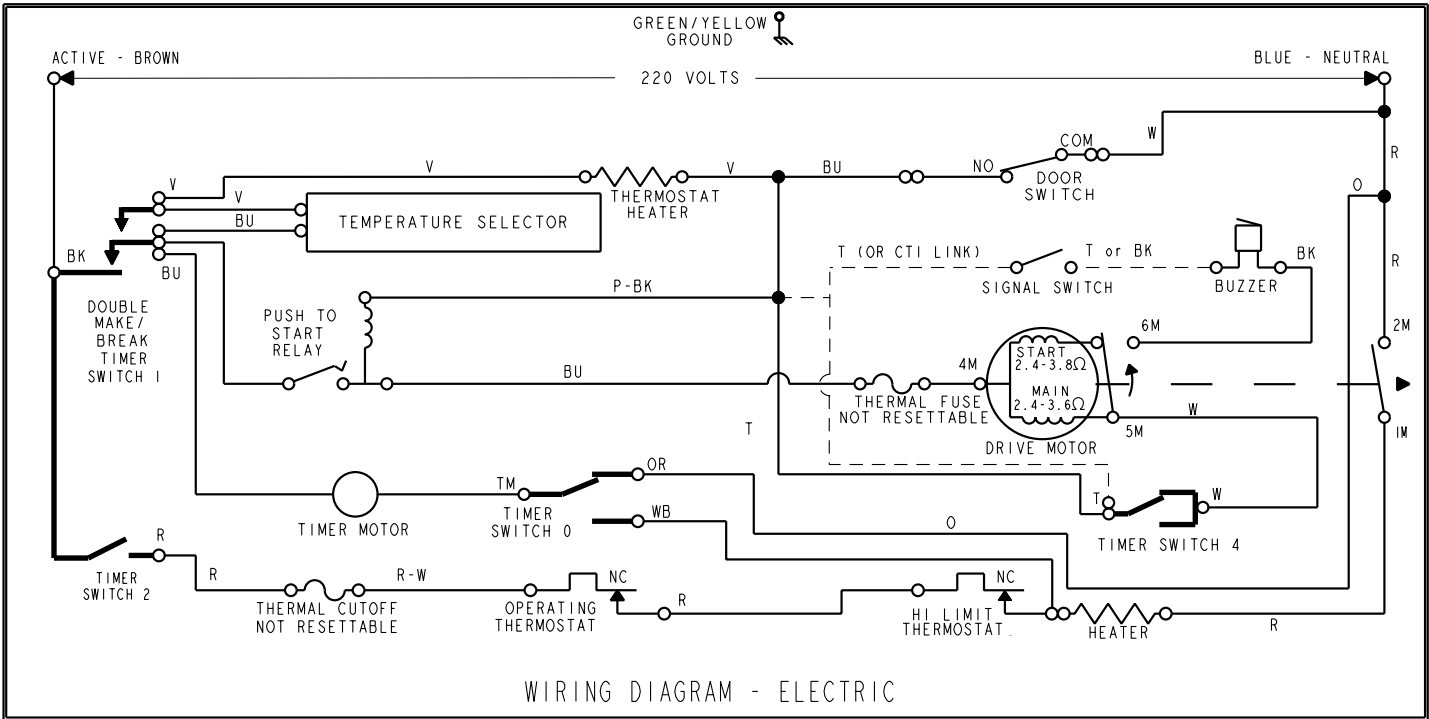 GREEN/YELLOW
GROUND
ACTIVE - BROWN
BLUE - NEUTRAL
220 VOLTS
COM
W
R
V
V
BU
NO
DOOR
SWITCH
O
V
V
THERMOSTAT
HEATER
TEMPERATURE SELECTOR
BU
BK
BU
T (OR CTI LINK)
T or BK
BK
R
SIGNAL SWITCH
BUZZER
P-BK
DOUBLE
MAKE/
BREAK
TIMER
SWITCH 1
PUSH TO
START
RELAY
6M
2M
START
2.4-3.8Ω
4M
BU
MAIN
2.4-3.6Ω
THERMAL FUSE
NOT RESETTABLE
W
5M
1M
DRIVE MOTOR
T
OR
TM
TIMER
SWITCH 0
WB
TIMER MOTOR
T
W
O
TIMER SWITCH 4
R
TIMER
SWITCH 2
R
R-W
NC
NC
THERMAL CUTOFF
NOT RESETTABLE
OPERATING
THERMOSTAT
R
HI LIMIT
THERMOSTAT.
HEATER
R
WIRING DIAGRAM - ELECTRIC